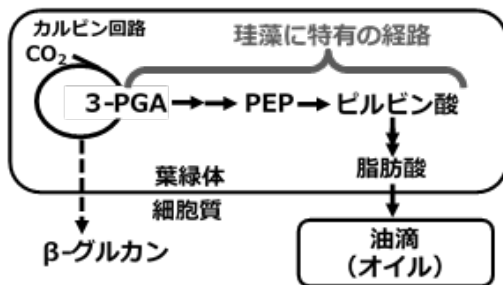 カルビン回路
珪藻に特有の経路
CO₂
3-PGA
PEP
ピルビン酸
脂肪酸
葉緑体
細胞質
β-グルカン
油滴
（オイル）